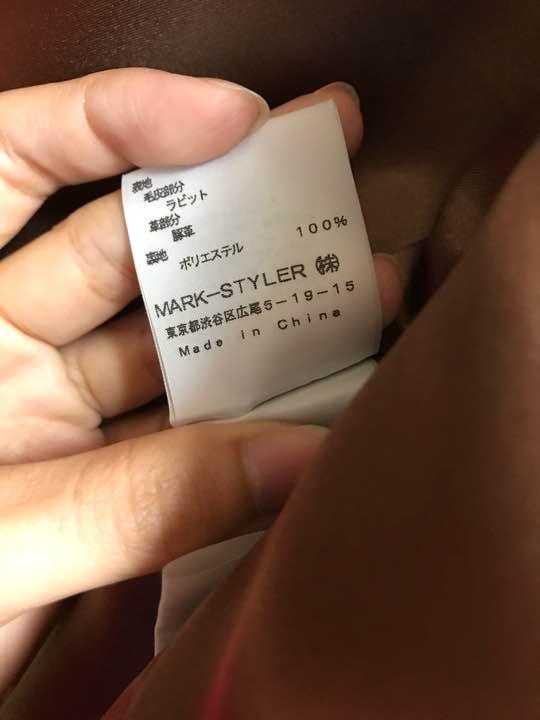 表地
毛皮部分
ラビット
革部分
豚革
裏地 ポリエステル 100%
MARK-STYLER ㈱
東京都渋谷区広尾5-19-15
Made in China